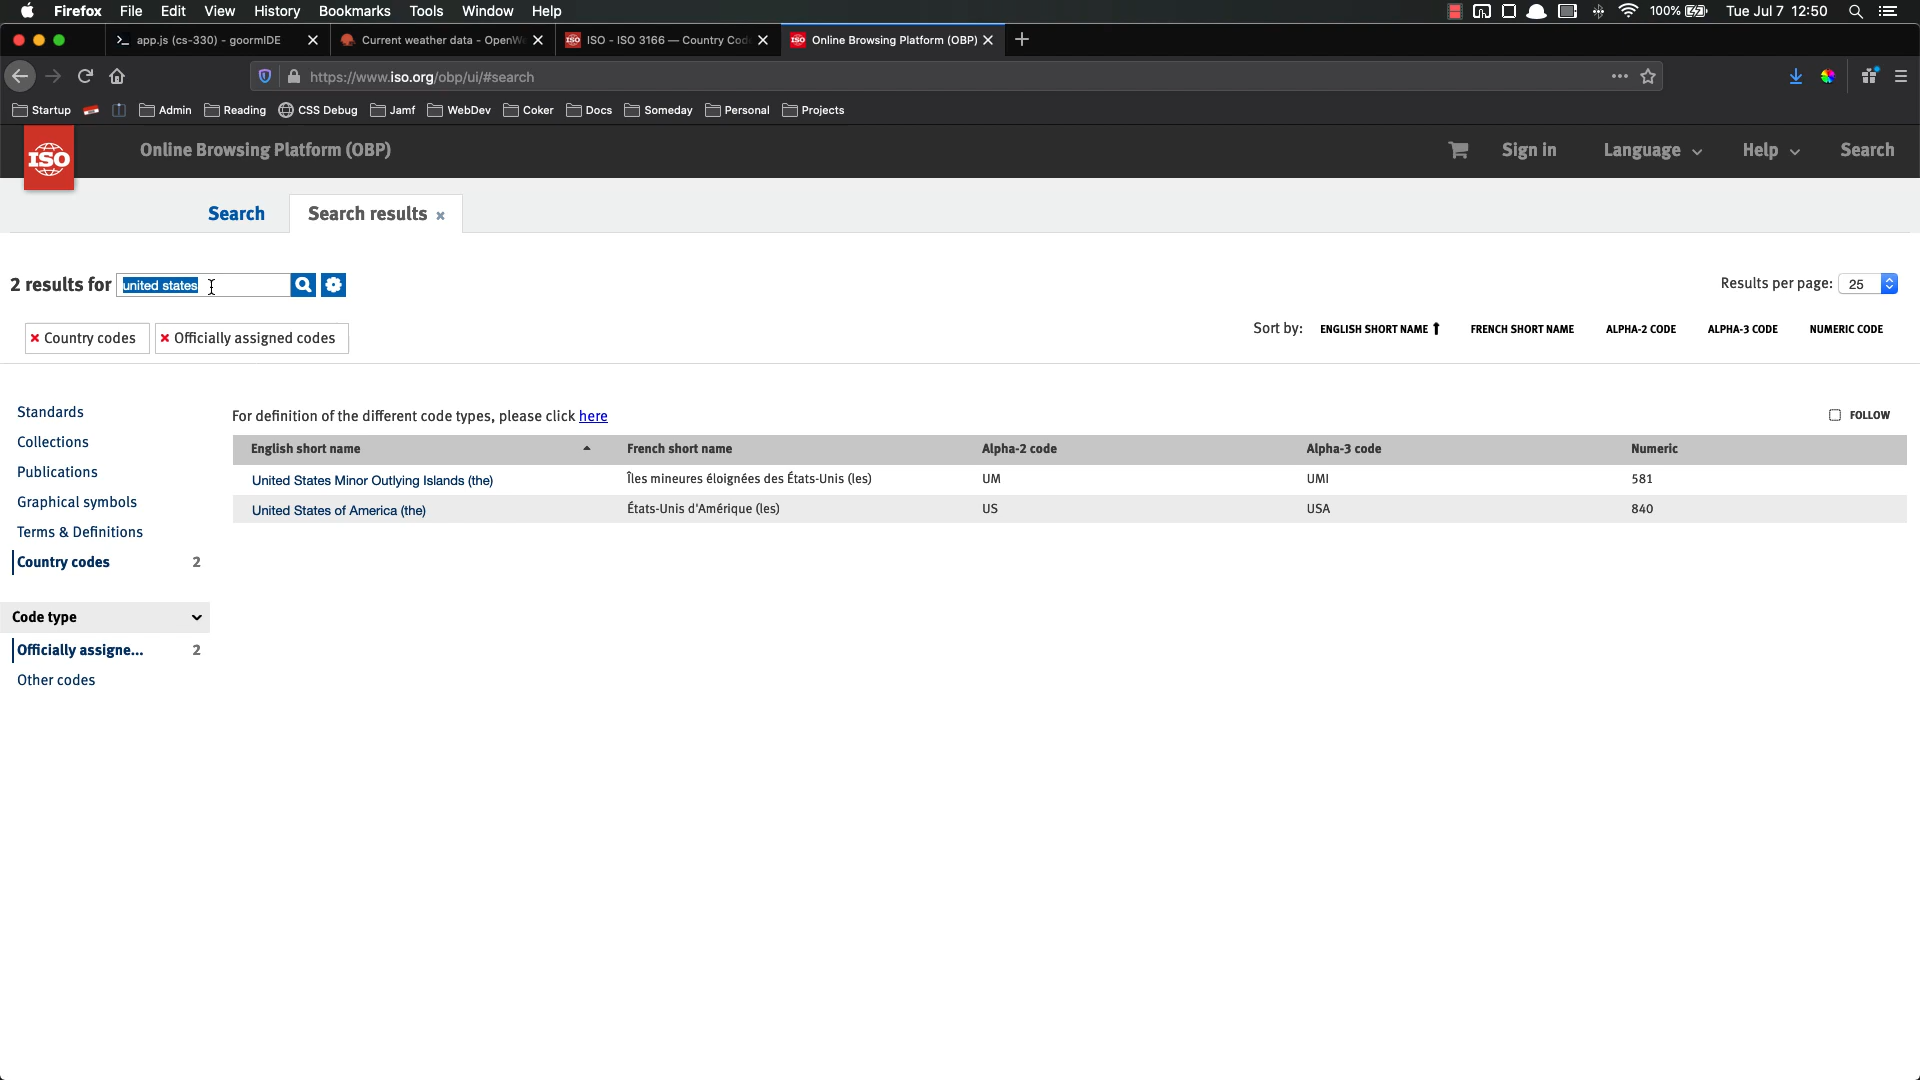 Firefox File Edit View History Bookmarks Tools Window Help 100% Tue Jul 7 12:50
app.js (cs-330) - goormIDE Current weather data - OpenW ISO - ISO 3166 — Country Cod Online Browsing Platform (OBP)
https://www.iso.org/obp/ui/#search
Startup Admin Reading CSS Debug Jamf WebDev Coker Docs Someday Personal Projects
ISO Online Browsing Platform (OBP) Sign in Language Help Search
Search Search results
2 results for united states Results per page: 25
Country codes Officially assigned codes Sort by: ENGLISH SHORT NAME FRENCH SHORT NAME ALPHA-2 CODE ALPHA-3 CODE NUMERIC CODE
Standards
Collections
Publications
Graphical symbols
Terms & Definitions
Country codes 2
Code type
Officially assigne... 2
Other codes
For definition of the different code types, please click here FOLLOW
English short name French short name Alpha-2 code Alpha-3 code Numeric
United States Minor Outlying Islands (the) Îles mineures éloignées des États-Unis (les) UM UMI 581
United States of America (the) États-Unis d'Amérique (les) US USA 840